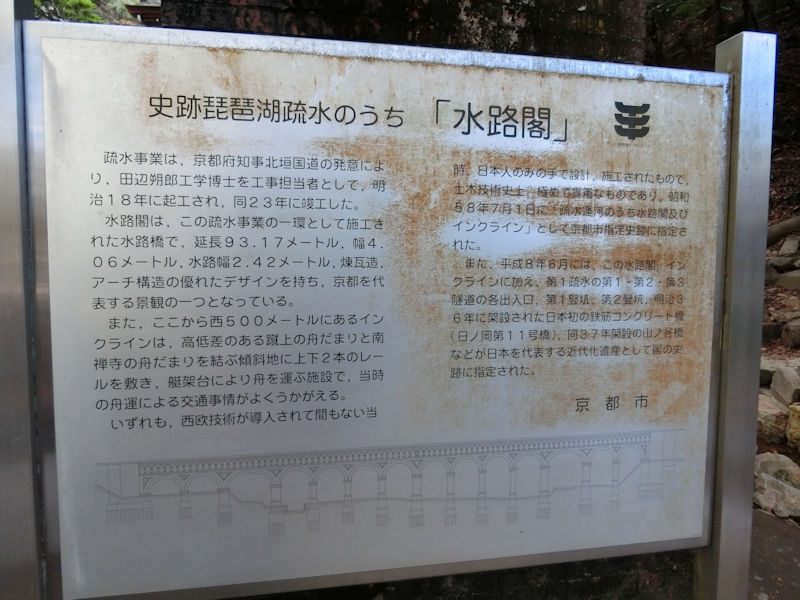 史跡琵琶湖疏水のうち 「水路閣」
疏水事業は，京都府知事北垣国道の発意によ
り，田辺朔郎工学博士を工事担当者として，明
治１８年に起工され，同２３年に竣工した。
水路閣は，この疏水事業の一環として施工さ
れた水路橋で，延長９３.１７メートル，幅４.
０６メートル，水路幅２.４２メートル，煉瓦造，
アーチ構造の優れたデザインを持ち，京都を代
表する景観の一つとなっている。
また，ここから西５００メートルにあるイン
クラインは，高低差のある蹴上の舟だまりと南
禅寺の舟だまりを結ぶ傾斜地に上下２本のレー
ルを敷き，艇架台により舟を運ぶ施設で，当時
の舟運による交通事情がよくうかがえる。
いずれも，西欧技術が導入されて間もない当
時，日本人のみの手で設計，施工されたもので，
土木技術史上，極めて貴重なものであり，昭和
５８年７月１日に「疏水運河のうち水路閣及び
インクライン」として京都市指定史跡に指定さ
れた。
また，平成８年６月には，この水路閣，イン
クラインに加え，第１疏水の第１・第２・第３
隧道の各出入口，第１竪坑，第２竪坑，明治３
６年に架設された日本初の鉄筋コンクリート橋
（日ノ岡第１１号橋），同３７年架設の山ノ谷橋
などが日本を代表する近代化遺産として国の史
跡に指定された。
京都市